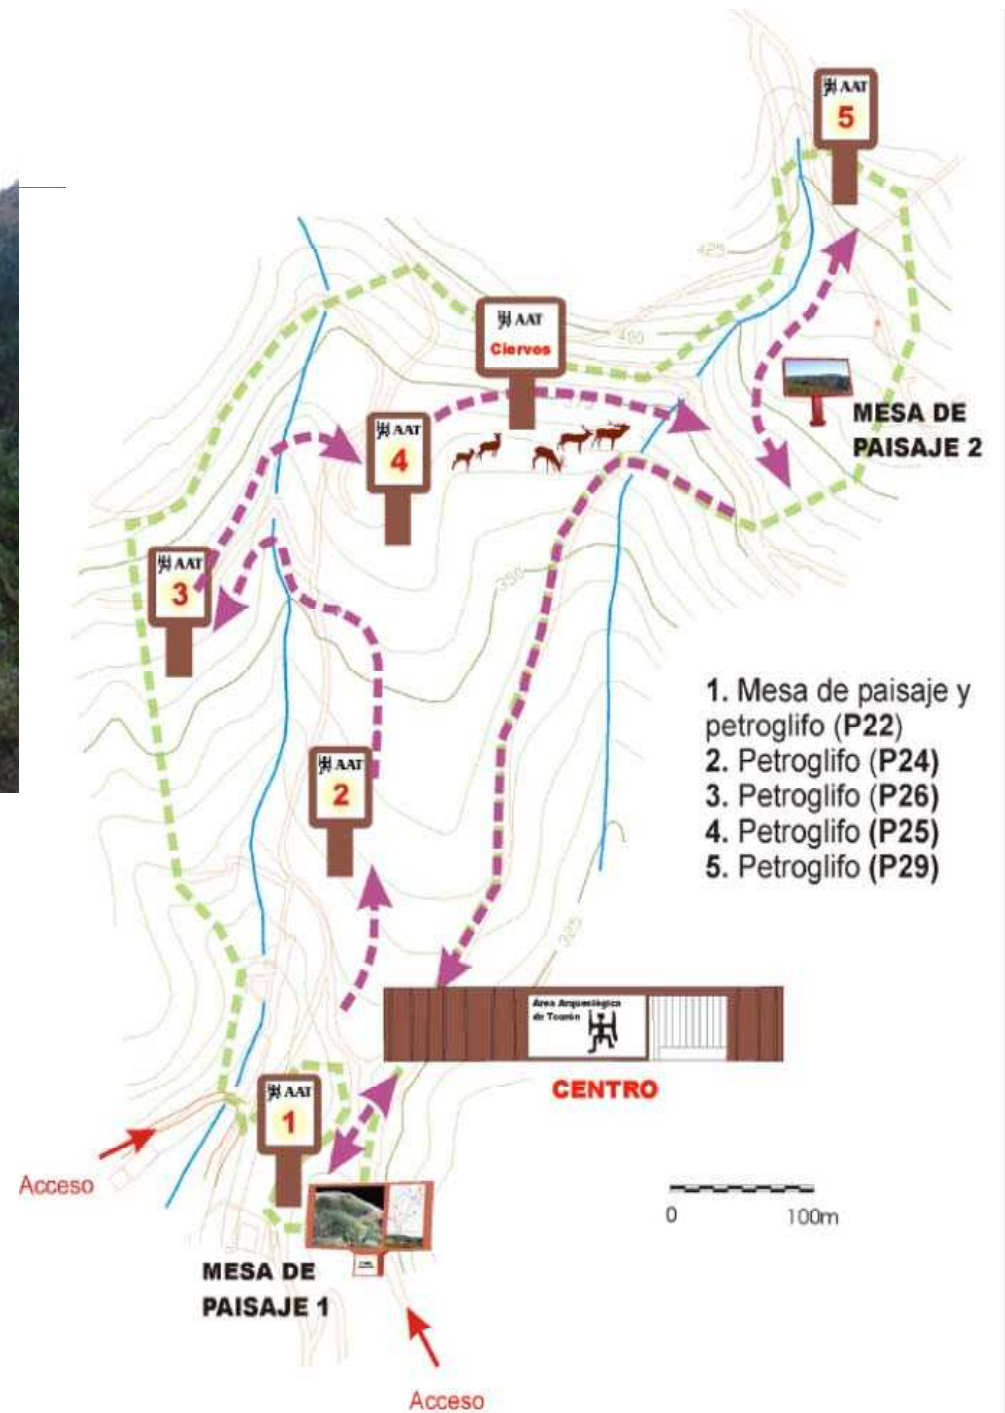 AAT
5
425
AAT
Ciervos
400
375
MESA DE
PAISAJE 2
AAT
4
AAT
3
350
1. Mesa de paisaje y
petroglifo (P22)
2. Petroglifo (P24)
3. Petroglifo (P26)
4. Petroglifo (P25)
5. Petroglifo (P29)
AAT
2
325
Area Arqueológica
de Tourón
CENTRO
AAT
1
Acceso
0 100m
MESA DE
PAISAJE 1
Acceso